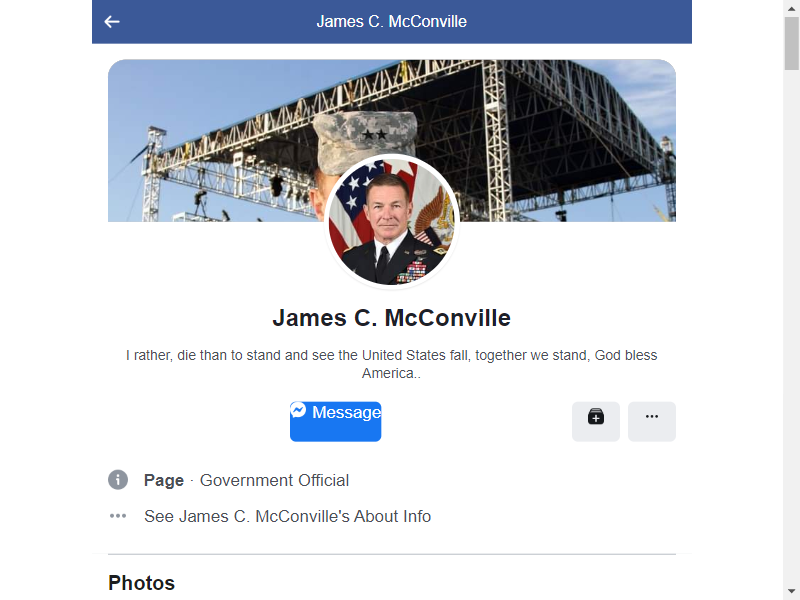 James C. McConville
James C. McConville
I rather, die than to stand and see the United States fall, together we stand, God bless
America..
Message
Page · Government Official
See James C. McConville's About Info
Photos